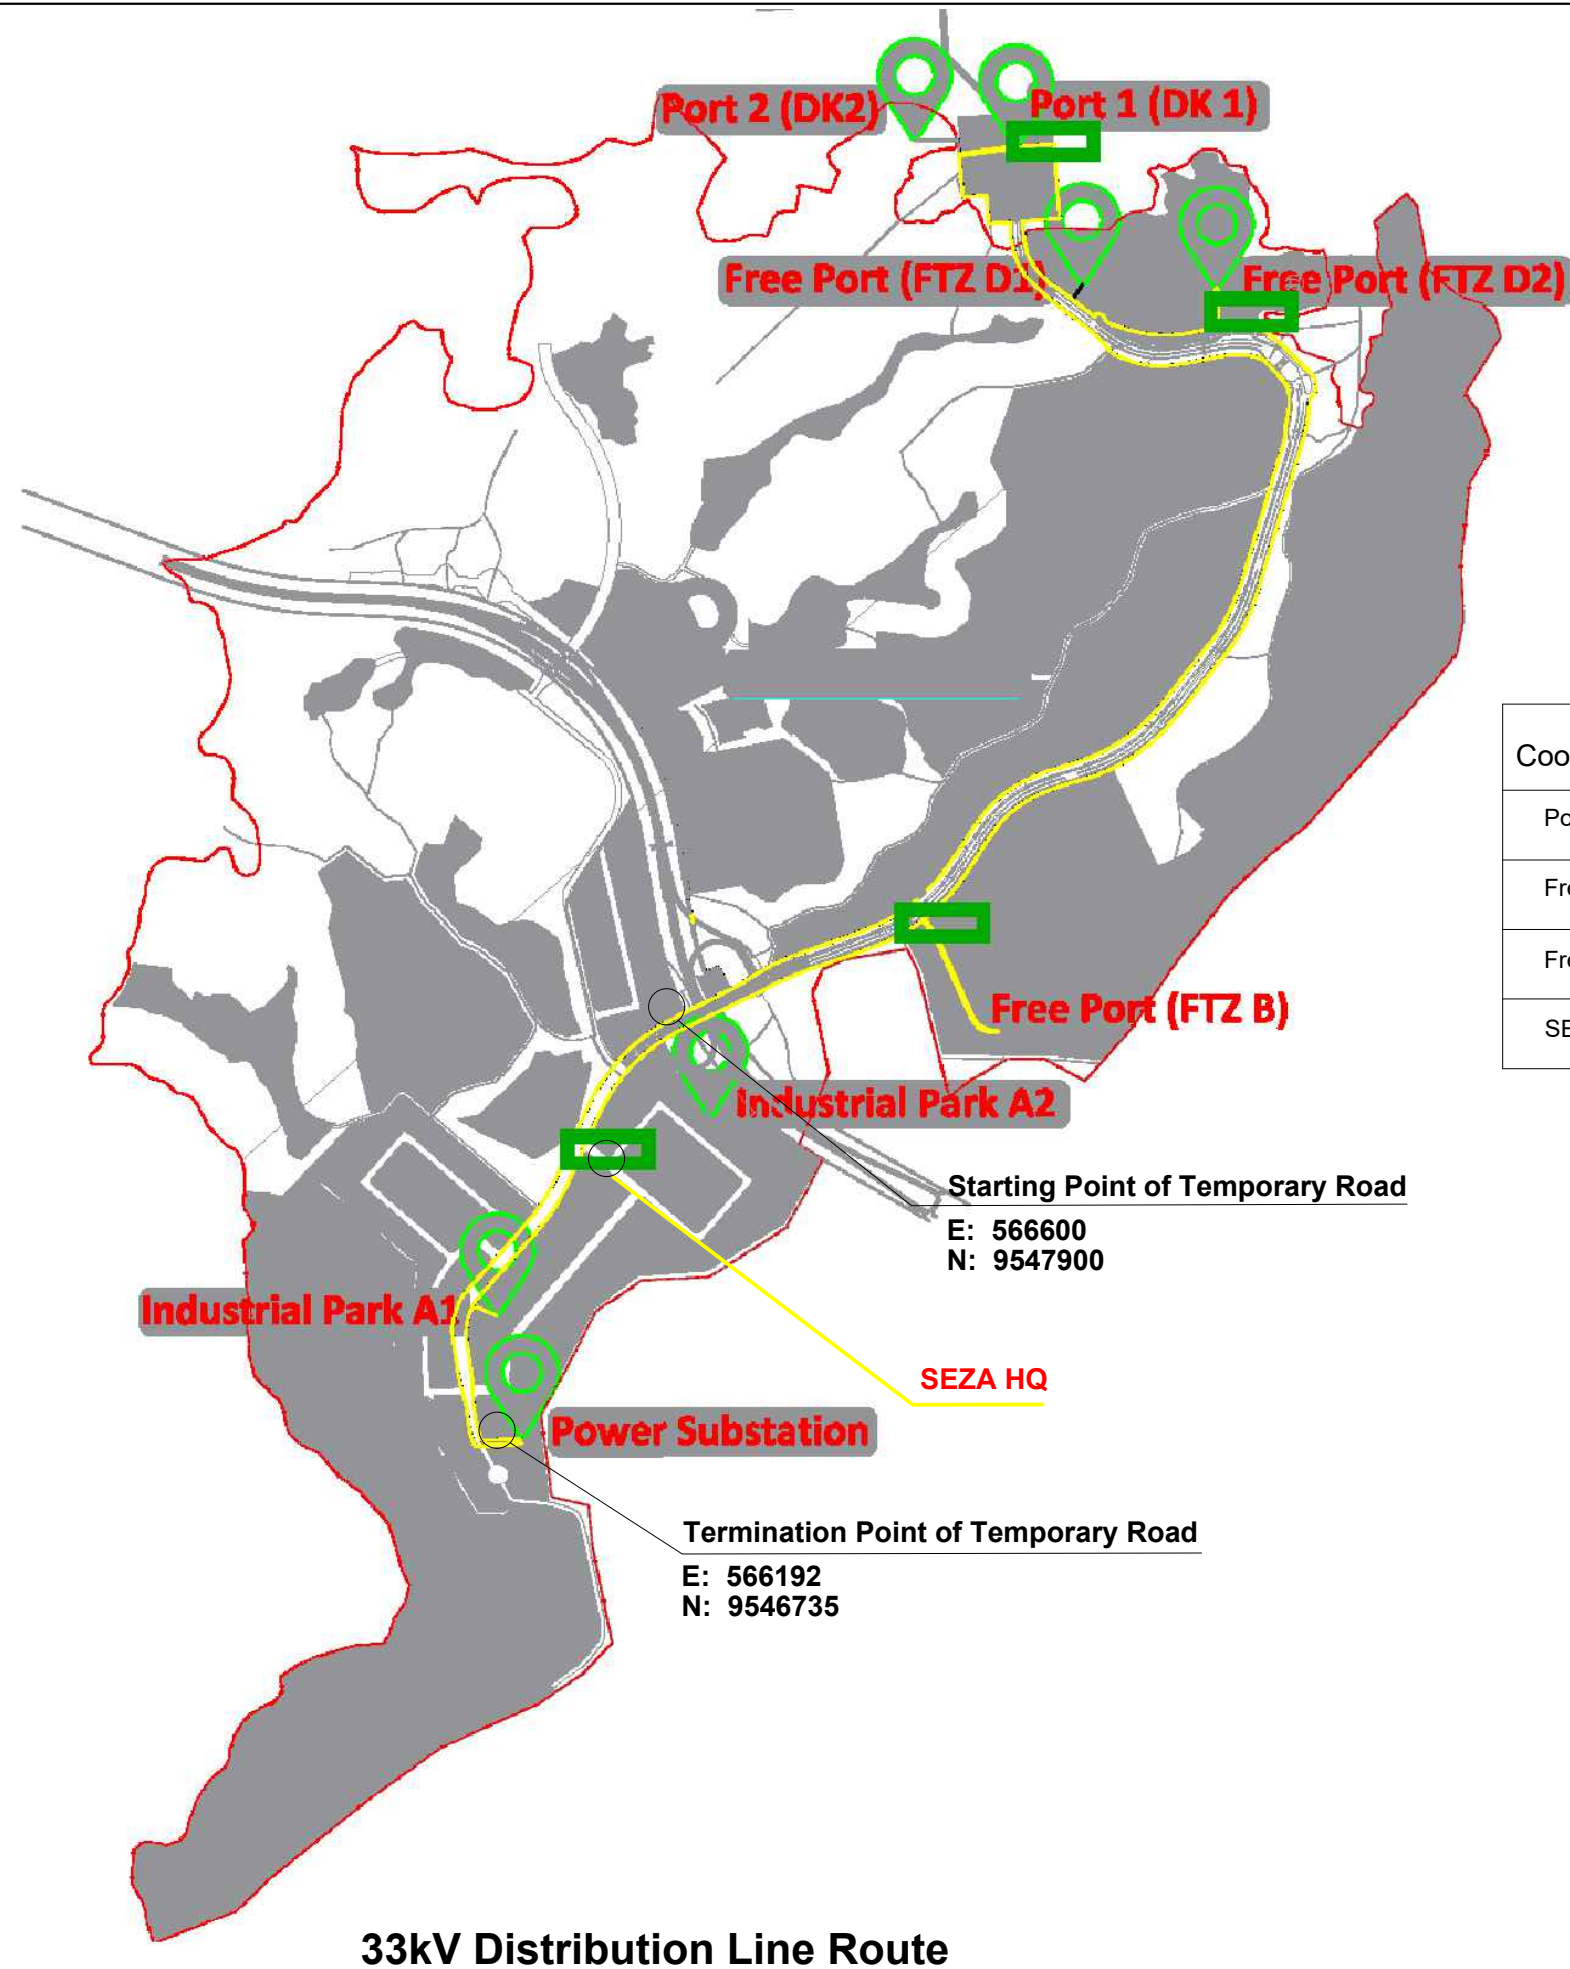 Port 2 (DK2)
Port 1 (DK 1)
Free Port (FTZ D1)
Free Port (FTZ D2)
Free Port (FTZ B)
Industrial Park A2
Starting Point of Temporary Road
E: 566600
N: 9547900
Industrial Park A1
SEZA HQ
Power Substation
Termination Point of Temporary Road
E: 566192
N: 9546735
33kV Distribution Line Route